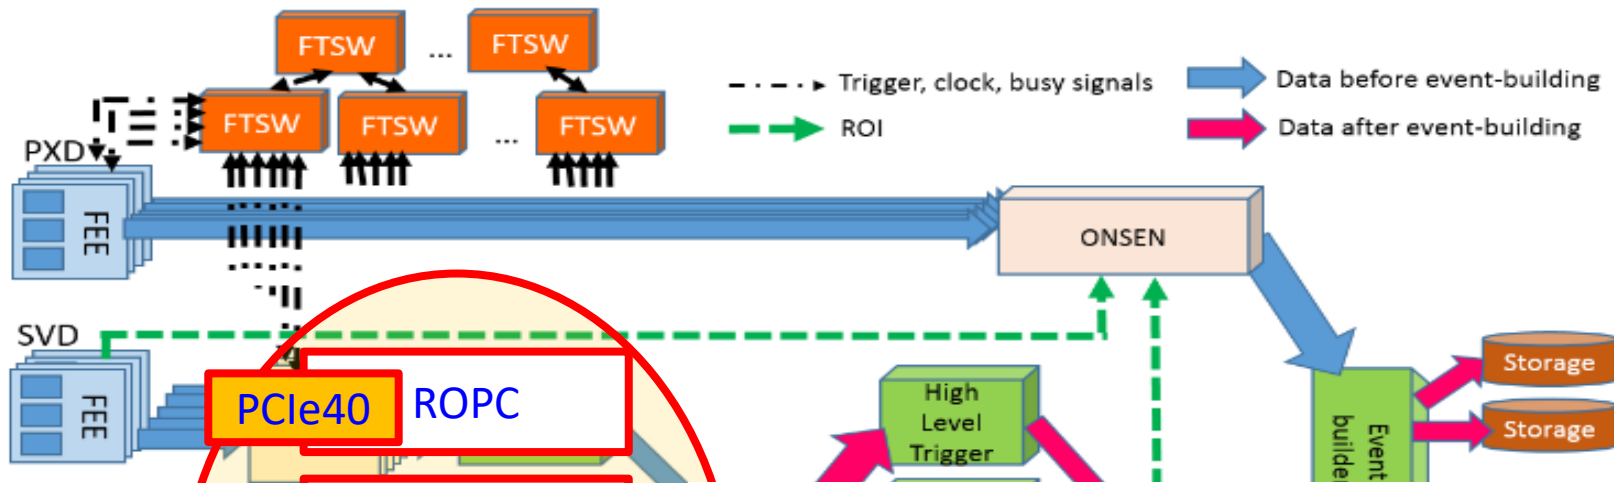 FTSW
...
FTSW
Trigger, clock, busy signals
Data before event-building
FTSW
FTSW
...
FTSW
ROI
Data after event-building
PXD
FEE
ONSEN
SVD
FEE
PCIe40
ROPC
High
Level
Trigger
Event
builde
Storage
Storage